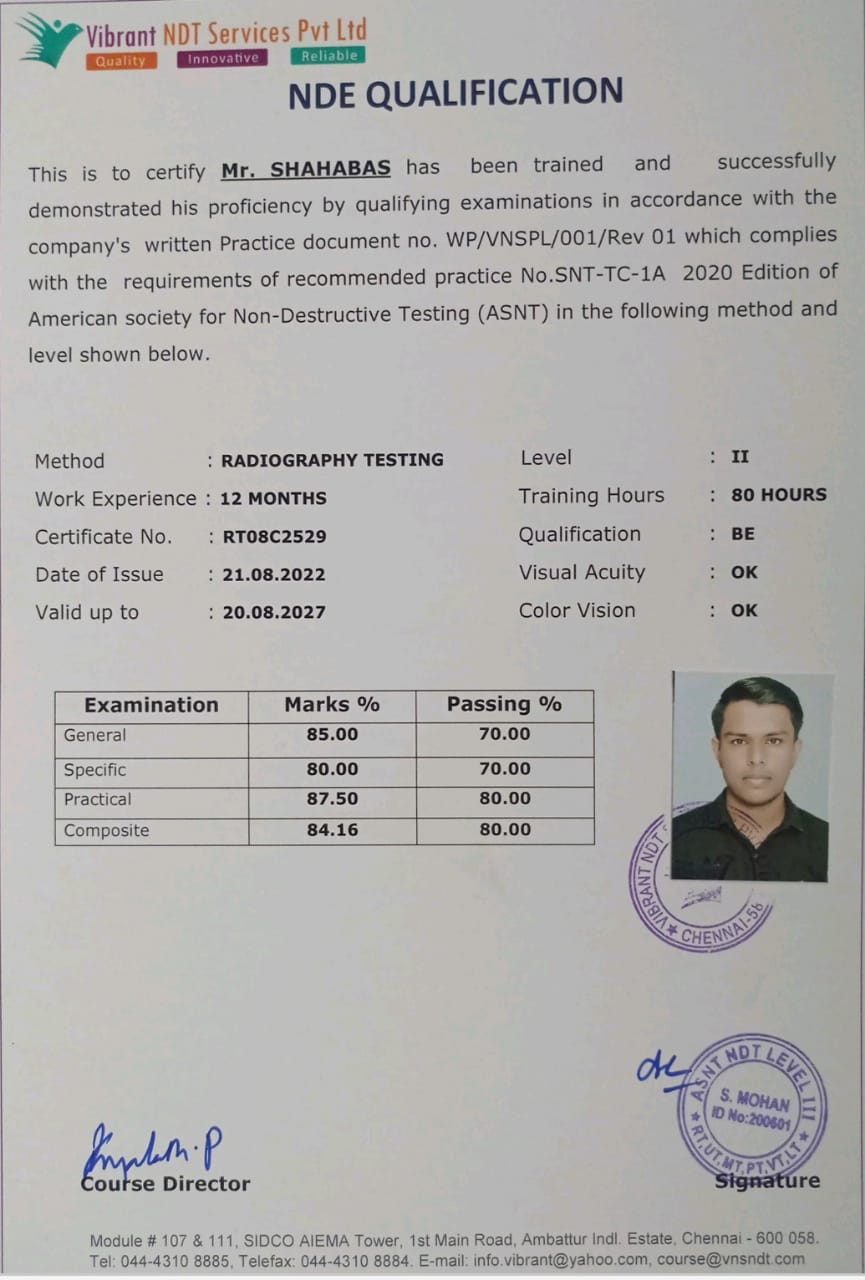 Vibrant NDT Services Pvt Ltd
Quality Innovative Reliable
NDE QUALIFICATION
This is to certify Mr. SHAHABAS has been trained and successfully
demonstrated his proficiency by qualifying examinations in accordance with the
company's written Practice document no. WP/VNSPL/001/Rev 01 which complies
with the requirements of recommended practice No.SNT-TC-1A 2020 Edition of
American society for Non-Destructive Testing (ASNT) in the following method and
level shown below.
Method : RADIOGRAPHY TESTING Level : II
Work Experience : 12 MONTHS Training Hours : 80 HOURS
Certificate No. : RT08C2529 Qualification : BE
Date of Issue : 21.08.2022 Visual Acuity : OK
Valid up to : 20.08.2027 Color Vision : OK
Examination Marks % Passing %
General 85.00 70.00
Specific 80.00 70.00
Practical 87.50 80.00
Composite 84.16 80.00
VIBRANT NDT
★ CHENNAI-58
ASNT NDT LEVEL III
S. MOHAN
ID No:200601
★ RT,UT,MT,PT,VT,LT ★
Course Director Signature
Module # 107 & 111, SIDCO AIEMA Tower, 1st Main Road, Ambattur Indl. Estate, Chennai - 600 058.
Tel: 044-4310 8885, Telefax: 044-4310 8884. E-mail: info.vibrant@yahoo.com, course@vnsndt.com